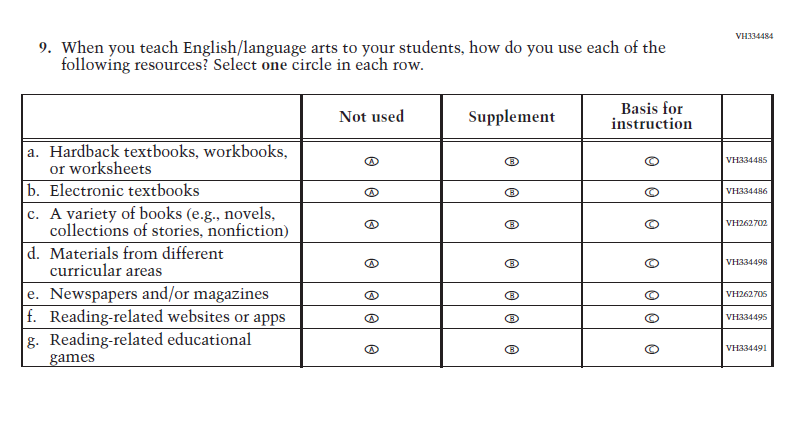 VH334484
9. When you teach English/language arts to your students, how do you use each of the
following resources? Select one circle in each row.
Not used Supplement Basis for
instruction
a. Hardback textbooks, workbooks,
or worksheets
A B C VH334485
b. Electronic textbooks A B C VH334486
c. A variety of books (e.g., novels,
collections of stories, nonfiction)
A B C VH262702
d. Materials from different
curricular areas
A B C VH334498
e. Newspapers and/or magazines A B C VH262705
f. Reading-related websites or apps A B C VH334495
g. Reading-related educational
games
A B C VH334491